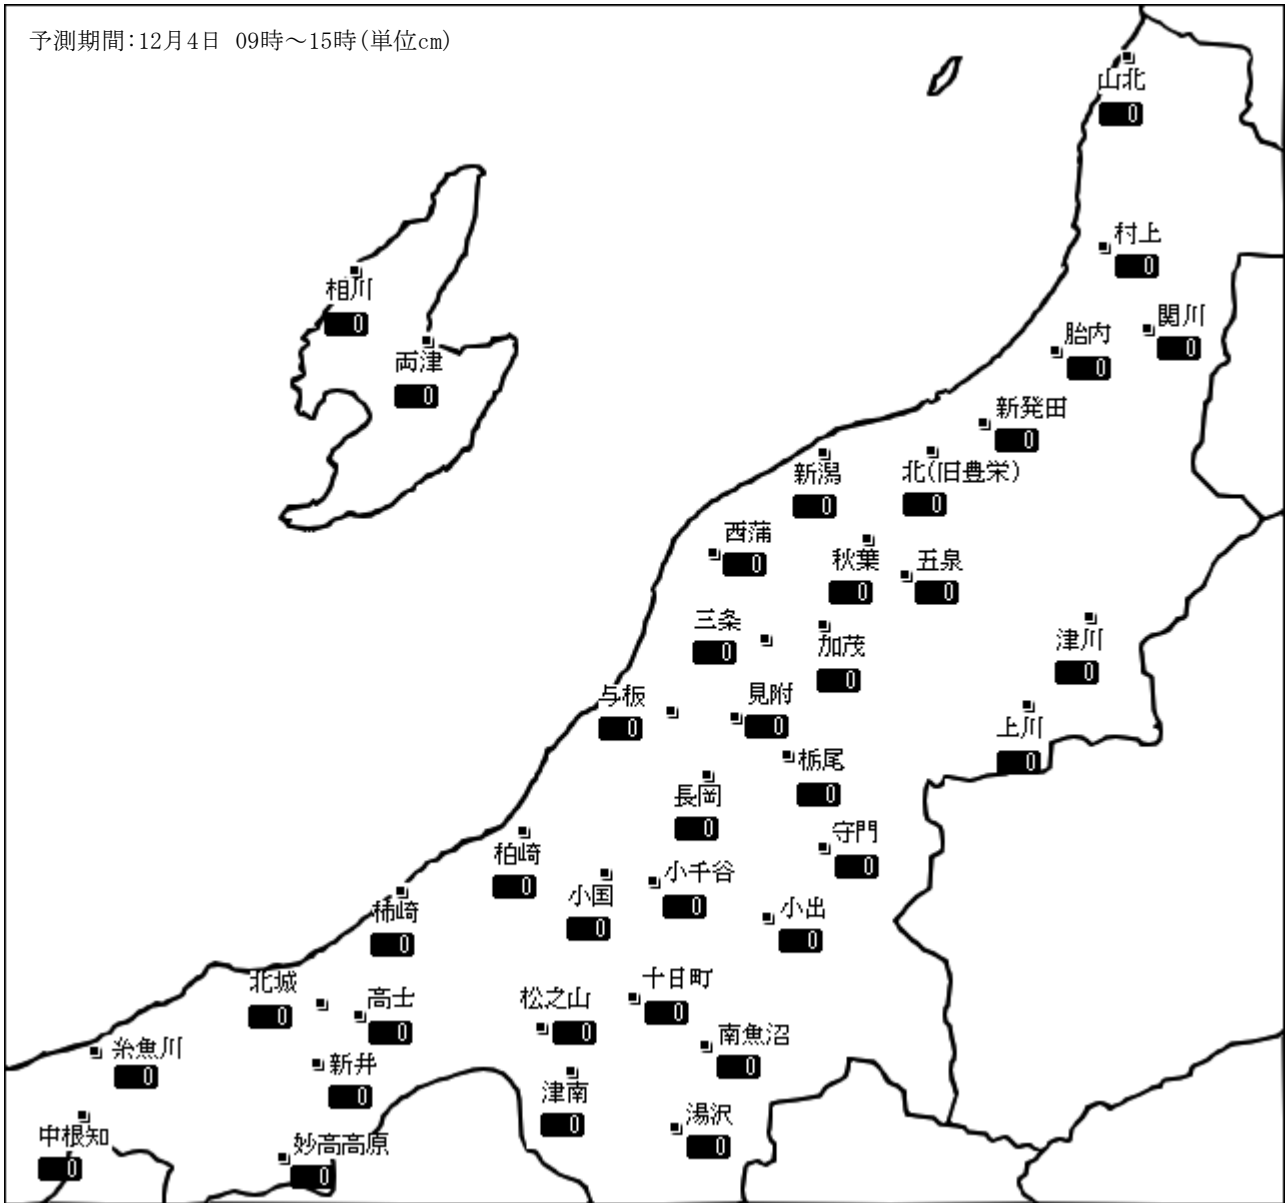 予測期間:12月4日 09時～15時(単位cm)
山北
0
村上
0
関川
0
胎内
0
相川
0
両津
0
新発田
0
新潟
0
北(旧豊栄)
0
西蒲
0
秋葉
0
五泉
0
三条
0
加茂
0
津川
0
与板
0
見附
0
上川
0
栃尾
0
長岡
0
守門
0
柏崎
0
小国
0
小千谷
0
小出
0
柿崎
0
北城
0
高士
0
松之山
0
十日町
0
南魚沼
0
糸魚川
0
新井
0
津南
0
湯沢
0
中根知
0
妙高高原
0